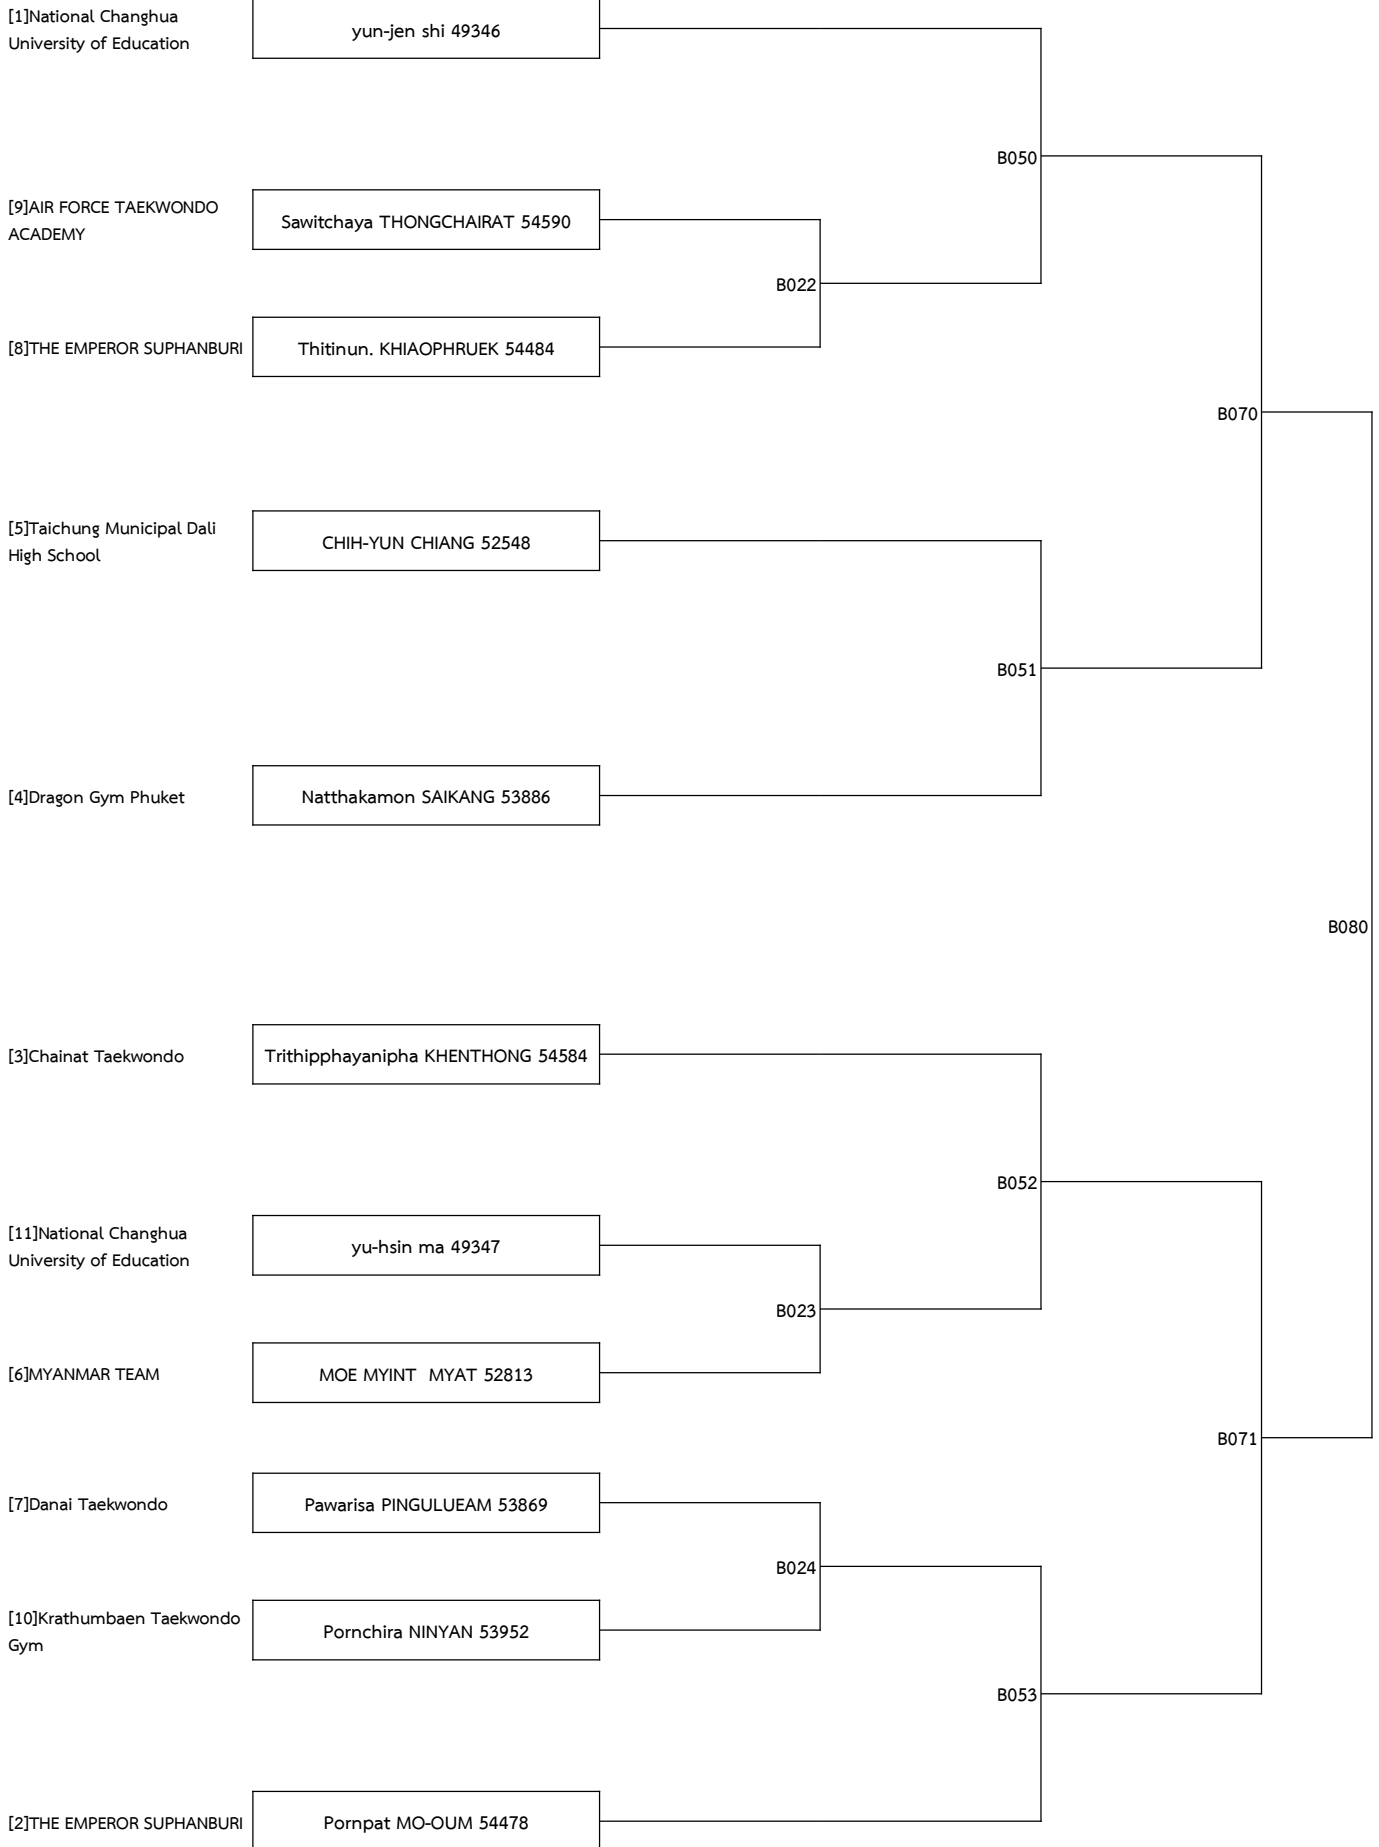 [1]National Changhua
University of Education
yun-jen shi 49346
B050
[9]AIR FORCE TAEKWONDO
ACADEMY
Sawitchaya THONGCHAIRAT 54590
B022
[8]THE EMPEROR SUPHANBURI
Thitinun. KHIAOPHRUEK 54484
B070
[5]Taichung Municipal Dali
High School
CHIH-YUN CHIANG 52548
B051
[4]Dragon Gym Phuket
Natthakamon SAIKANG 53886
B080
[3]Chainat Taekwondo
Trithipphayanipha KHENTHONG 54584
B052
[11]National Changhua
University of Education
yu-hsin ma 49347
B023
[6]MYANMAR TEAM
MOE MYINT  MYAT 52813
B071
[7]Danai Taekwondo
Pawarisa PINGULUEAM 53869
B024
[10]Krathumbaen Taekwondo
Gym
Pornchira NINYAN 53952
B053
[2]THE EMPEROR SUPHANBURI
Pornpat MO-OUM 54478